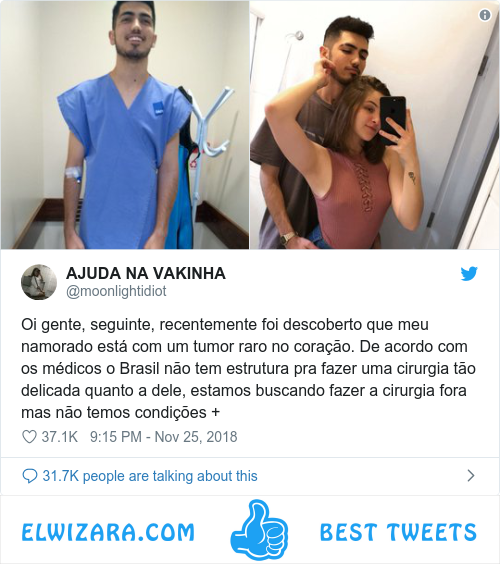 AJUDA NA VAKINHA
@moonlightidiot
Oi gente, seguinte, recentemente foi descoberto que meu
namorado está com um tumor raro no coração. De acordo com
os médicos o Brasil não tem estrutura pra fazer uma cirurgia tão
delicada quanto a dele, estamos buscando fazer a cirurgia fora
mas não temos condições +
37.1K 9:15 PM - Nov 25, 2018
31.7K people are talking about this
ELWIZARA.COM BEST TWEETS